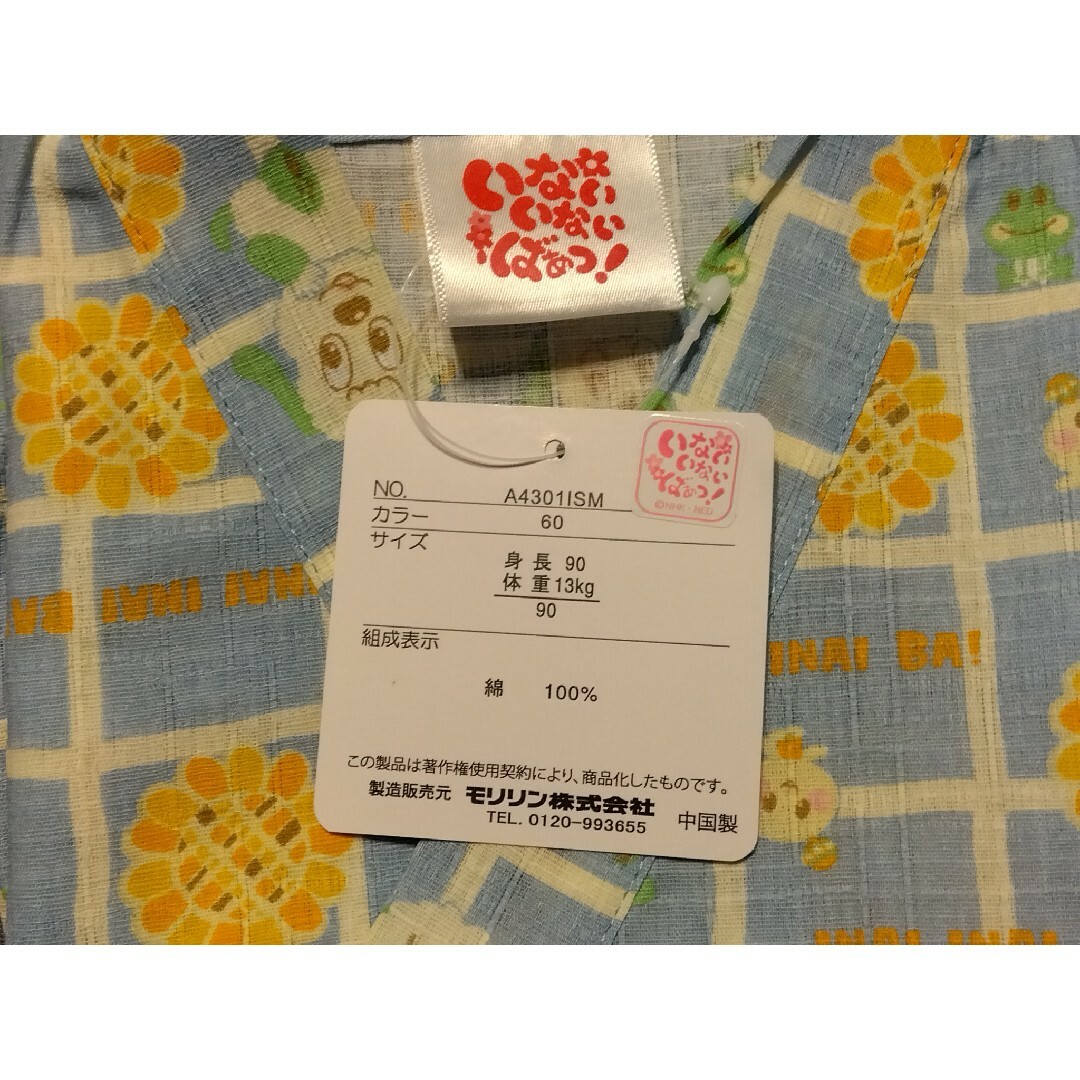 いないいない
ばあっ!
NO. A4301ISM
いないいない
ばあっ!
©NHK・NED
カラー 60
サイズ
身長 90
体重 13kg
90
組成表示
綿 100%
この製品は著作権使用契約により、商品化したものです。
製造販売元 モリリン株式会社
TEL. 0120-993655 中国製
INAI INAI BA
INAI BA!
INAI INAI